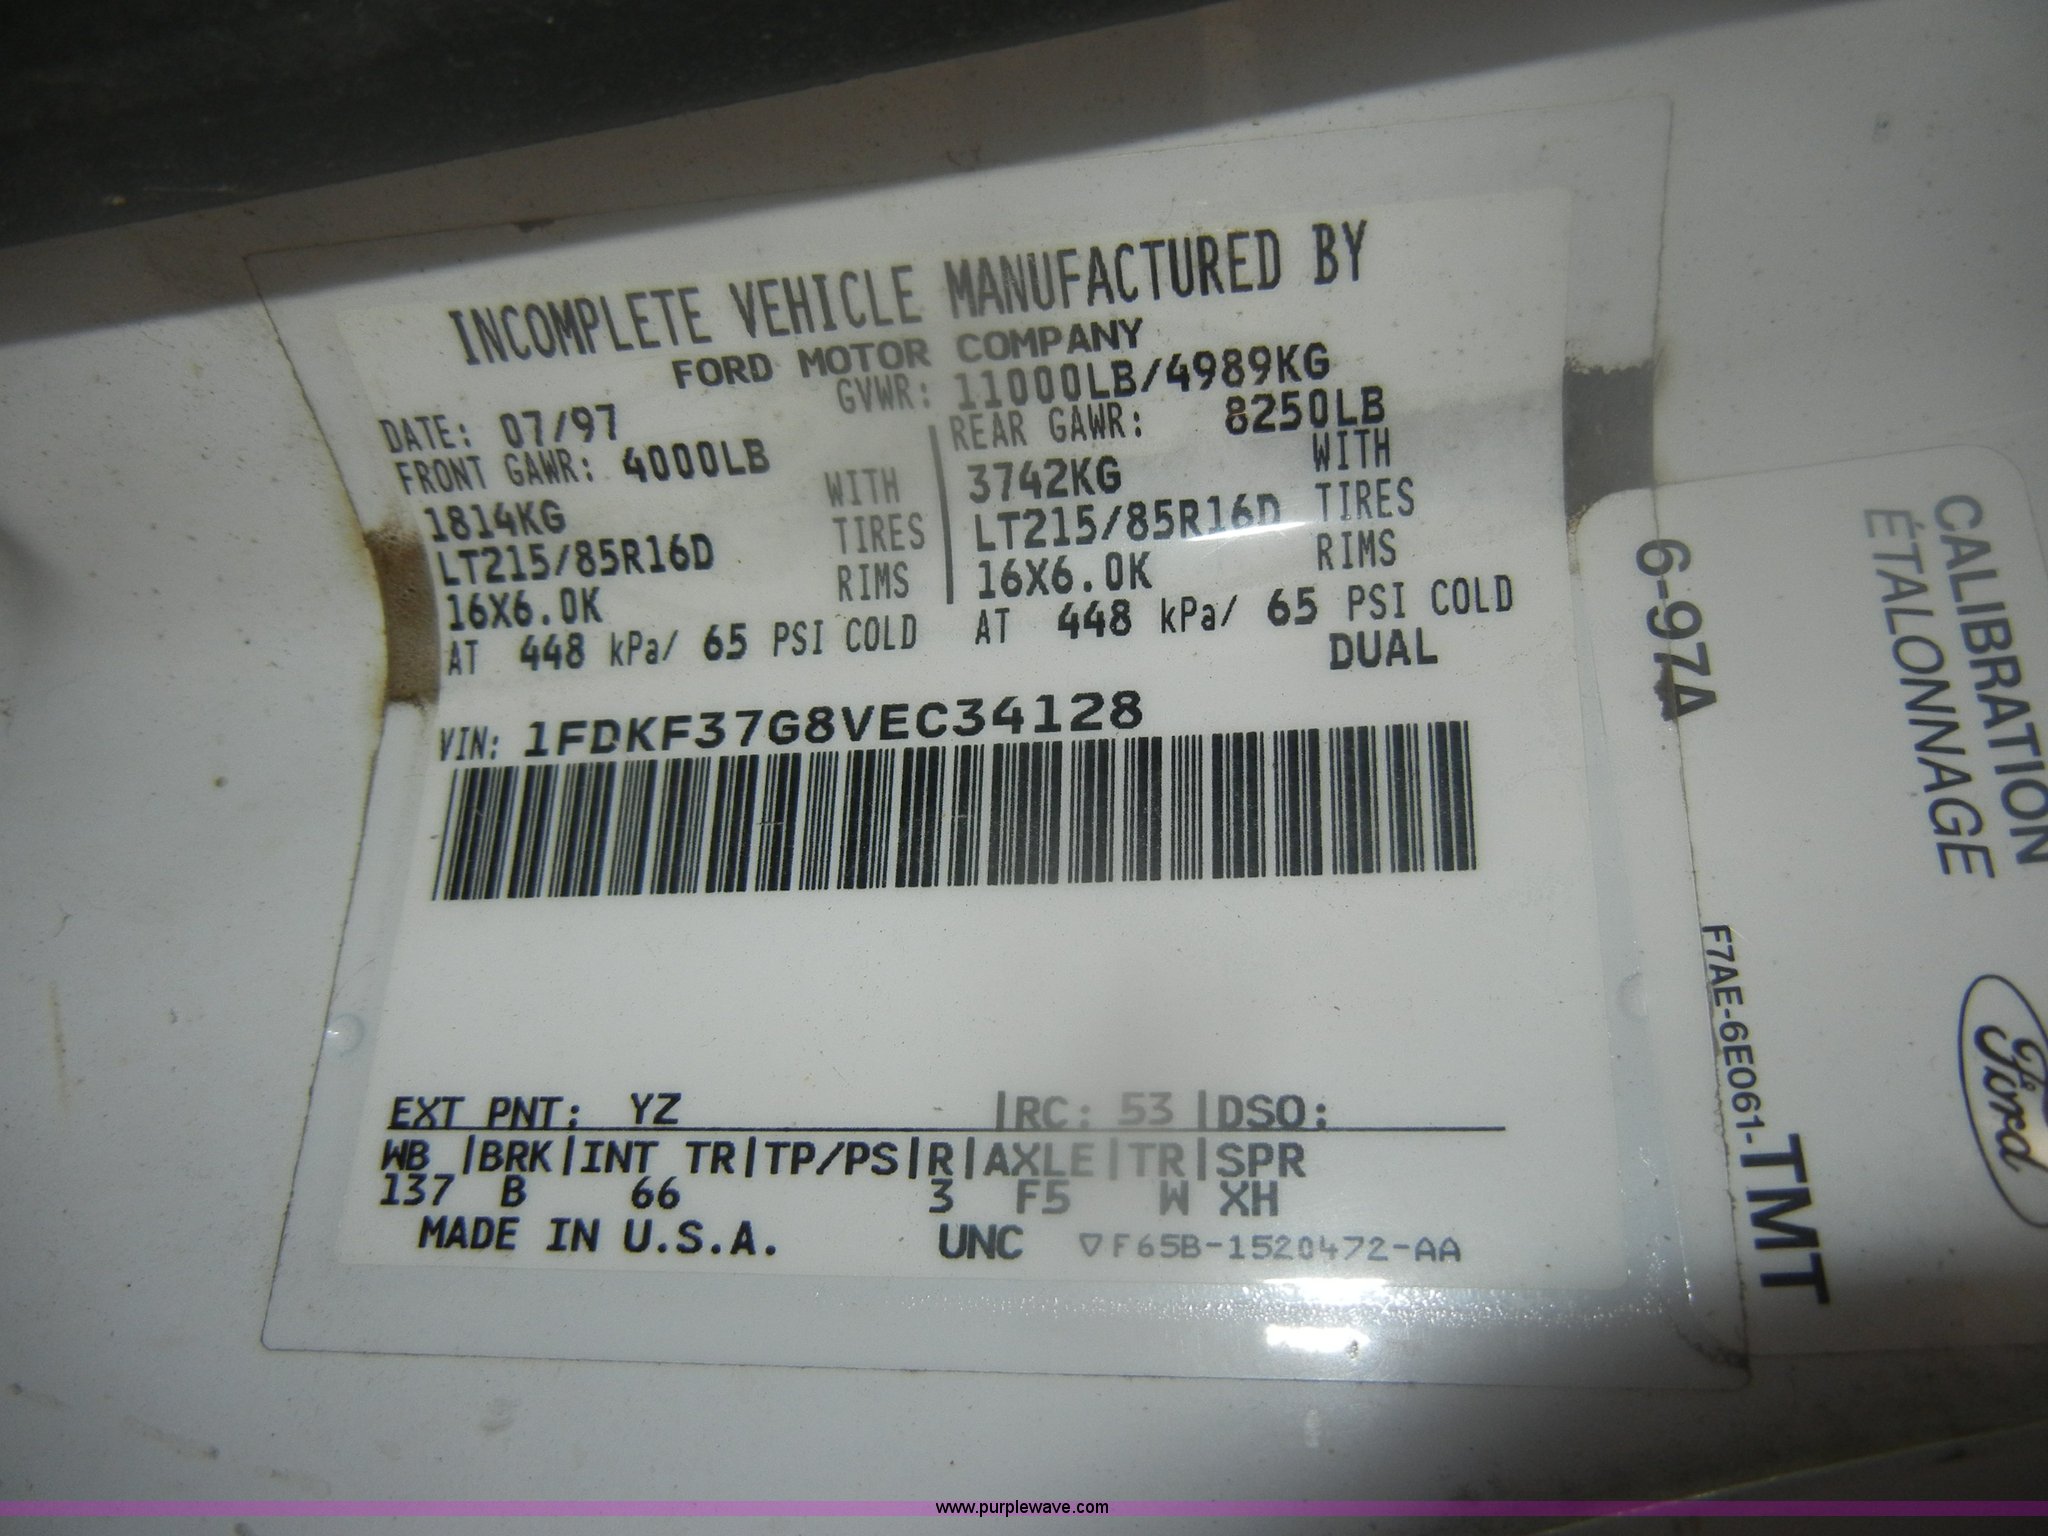 INCOMPLETE VEHICLE MANUFACTURED BY
FORD MOTOR COMPANY
DATE: 07/97 GVWR: 11000LB/4989KG
FRONT GAWR: 4000LB REAR GAWR: 8250LB
1814KG WITH 3742KG WITH
LT215/85R16D TIRES LT215/85R16D TIRES
16X6.0K RIMS 16X6.0K RIMS
AT 448 kPa/ 65 PSI COLD AT 448 kPa/ 65 PSI COLD
DUAL
VIN: 1FDKF37G8VEC34128
EXT PNT: YZ |RC: 53 |DSO:
WB |BRK|INT TR|TP/PS|R|AXLE|TR|SPR
137 B 66 3 F5 W XH
MADE IN U.S.A. UNC ▽F65B-1520472-AA
CALIBRATION
ÉTALONNAGE
6-97A
F7AE-6E061-TMT
Ford
www.purplewave.com